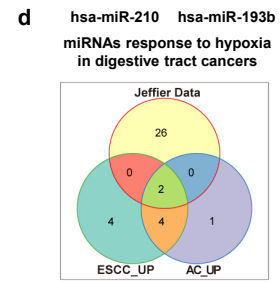 d
hsa-miR-210 hsa-miR-193b
miRNAs response to hypoxia
in digestive tract cancers
Jeffier Data
26
0 0
2
4 4 1
ESCC_UP AC_UP